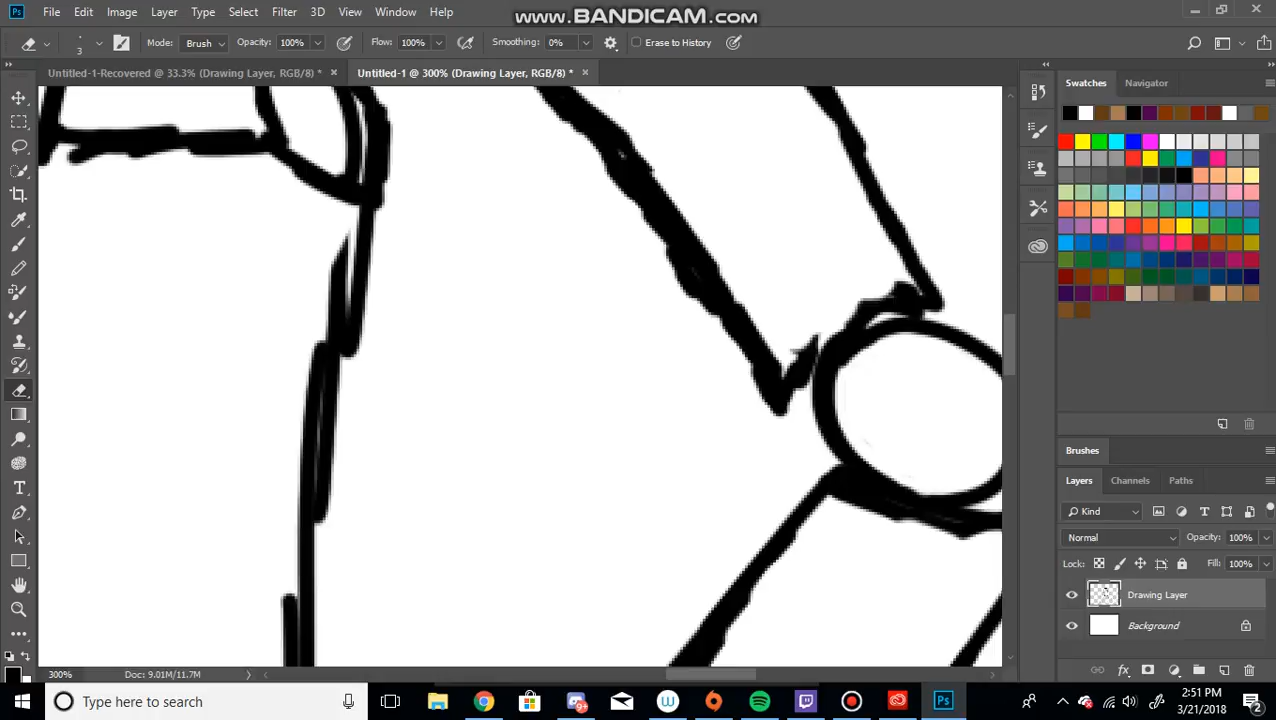 File Edit Image Layer Type Select Filter 3D View Window Help
www.BANDICAM.com
3 Mode: Brush Opacity: 100% Flow: 100% Smoothing: 0% Erase to History
Untitled-1-Recovered @ 33.3% (Drawing Layer, RGB/8) * Untitled-1 @ 300% (Drawing Layer, RGB/8) *
Swatches Navigator
Brushes
Layers Channels Paths
Kind
Normal Opacity: 100%
Lock: Fill: 100%
Drawing Layer
Background
300% Doc: 9.01M/11.7M
Type here to search
2:51 PM
3/21/2018